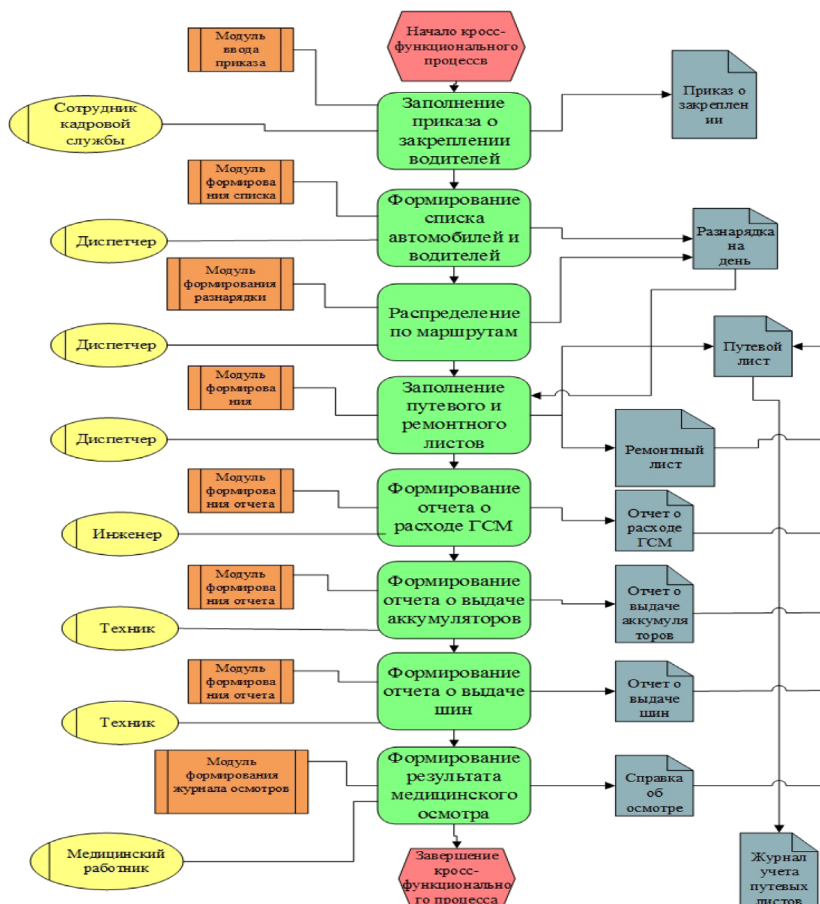 Модуль
ввода
приказа
Начало кросс-
функционального
процессв
Сотрудник
кадровой
службы
Заполнение
приказа о
закреплении
водителей
Приказ о
закреплен
ии
Модуль
формирова
ния списка
Диспетчер
Формирование
списка
автомобилей и
водителей
Разнарядка
на
день
Модуль
формирования
разнарядки
Диспетчер
Распределение
по маршрутам
Путевой
лист
Модуль
формирова
ния
Диспетчер
Заполнение
путевого и
ремонтного
листов
Ремонтный
лист
Модуль
формирова
ния отчета
Инженер
Формирование
отчета о
расходе ГСМ
Отчет о
расходе
ГСМ
Модуль
формирова
ния отчета
Техник
Формирование
отчета о выдаче
аккумуляторов
Отчет о
выдаче
аккумуля
торов
Модуль
формирова
ния отчета
Техник
Формирование
отчета о выдаче
шин
Отчет о
выдаче
шин
Модуль
формирования
журнала осмотров
Медицинский
работник
Формирование
результата
медицинского
осмотра
Справка
об
осмотре
Завершение
кросс-
функционально
го процесса
Журнал
учета
путевых
листов